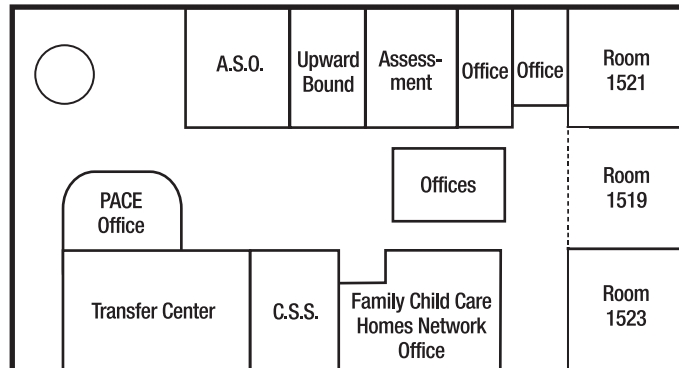 A.S.O.
Upward
Bound
Assess-
ment
Office
Office
Room
1521
PACE
Office
Offices
Room
1519
Transfer Center
C.S.S.
Family Child Care
Homes Network
Office
Room
1523